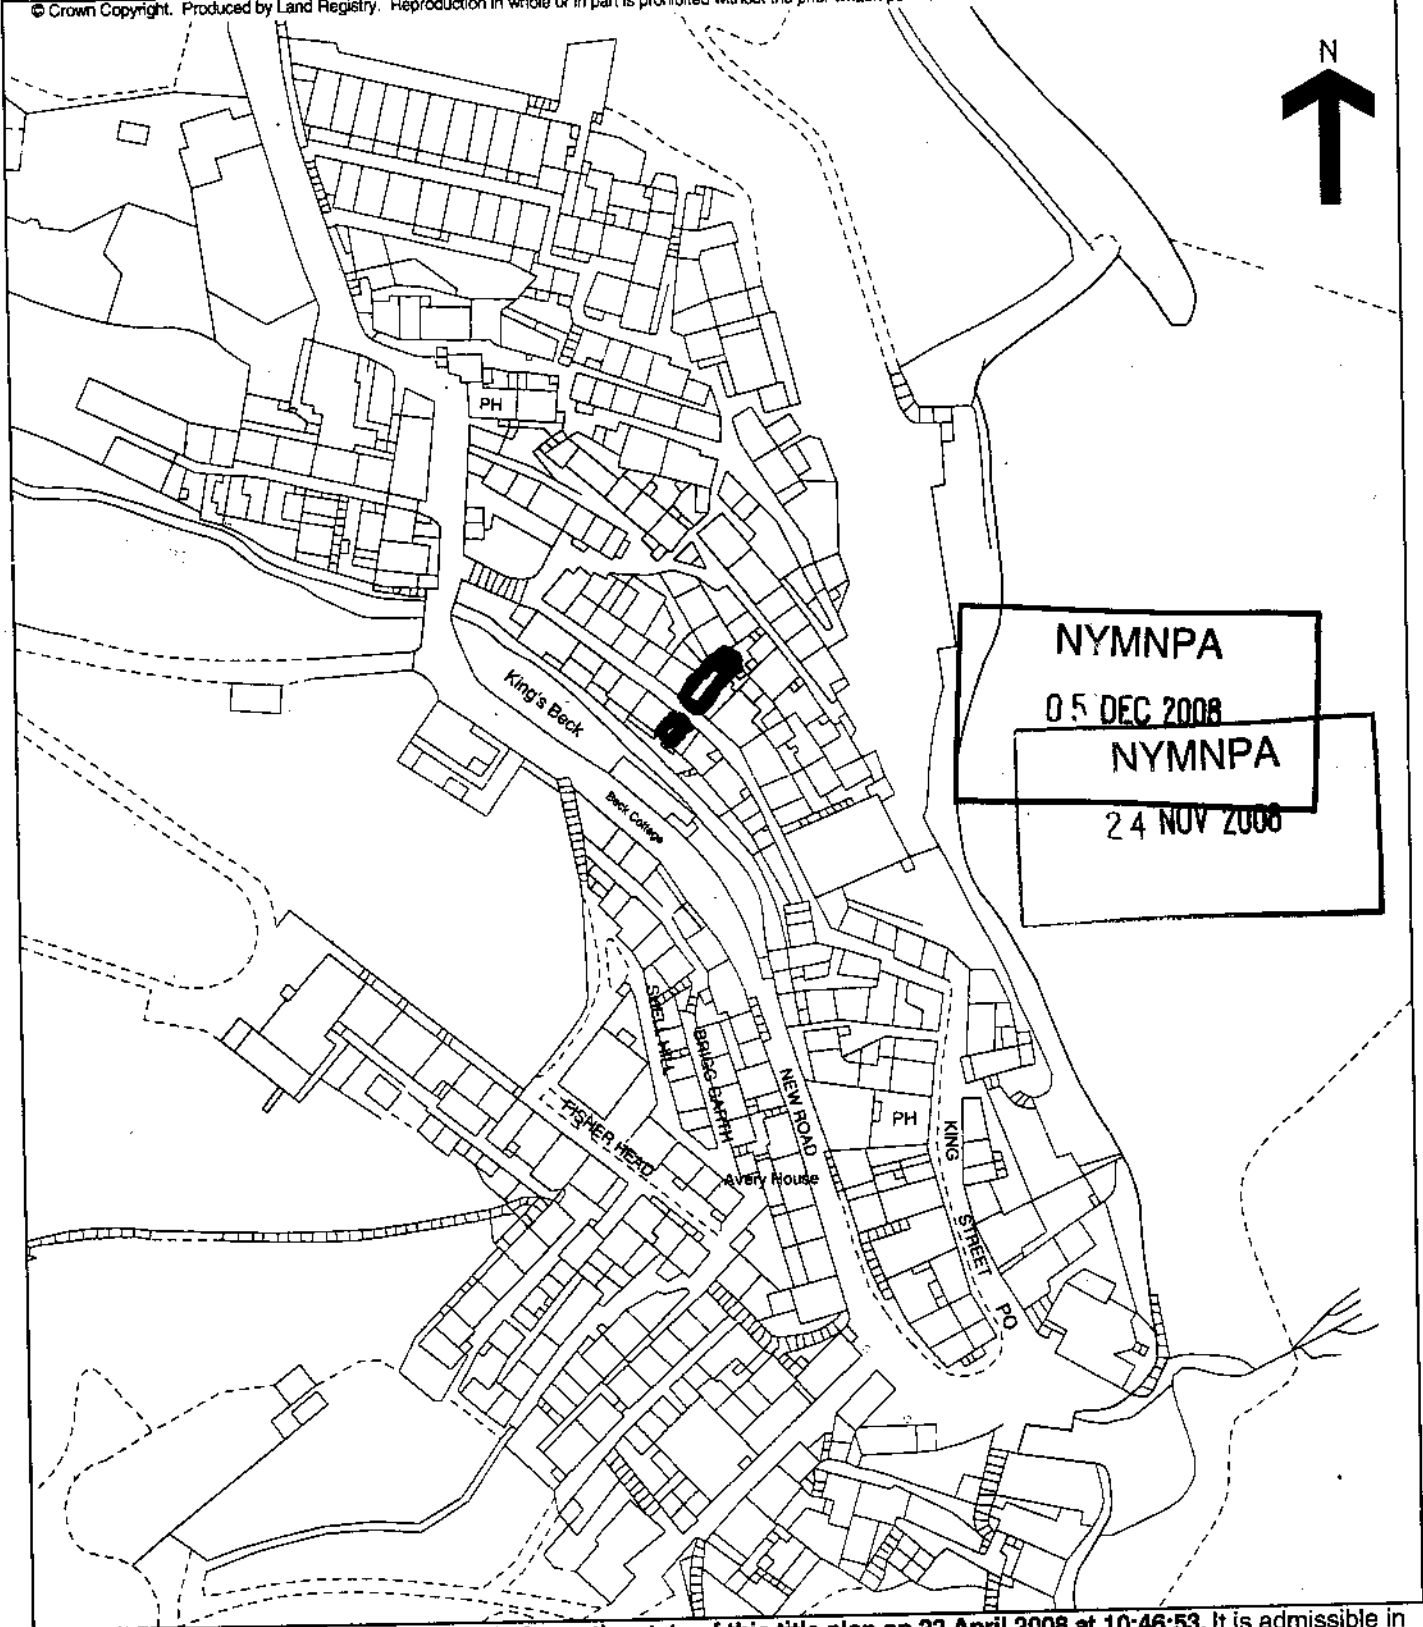 © Crown Copyright. Produced by Land Registry. Reproduction in whole or in part is prohibited without the prior
N
PH
NYMNPA
05 DEC 2008
King's Beck
NYMNPA
24 NOV 2008
Beck Cottage
SHELL HILL
BRIGG GARTH
NEW ROAD
FISHER HEAD
PH
KING STREET
Avery House
PO
of this title plan on 22 April 2008 at 10:46:53. It is admissible in